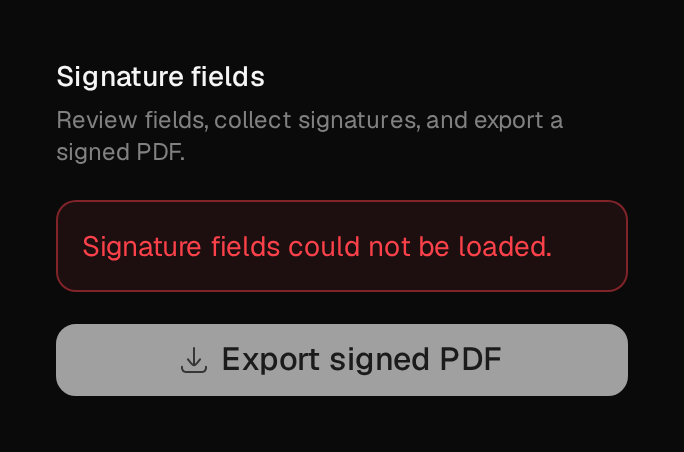 Signature fields
Review fields, collect signatures, and export a
signed PDF.
Signature fields could not be loaded.
Export signed PDF